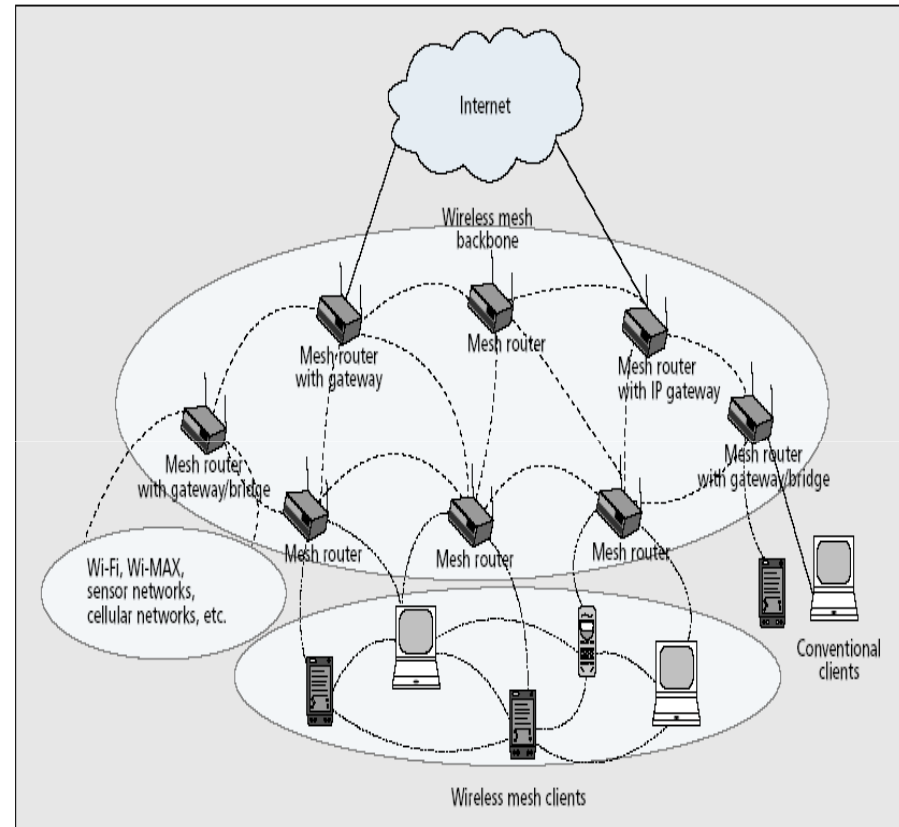 Internet
Wireless mesh
backbone
Mesh router
with gateway
Mesh router
Mesh router
with IP gateway
Mesh router
with gateway/bridge
Mesh router
with gateway/bridge
Mesh router
Mesh router
Mesh router
Wi-Fi, Wi-MAX,
sensor networks,
cellular networks, etc.
Conventional
clients
Wireless mesh clients